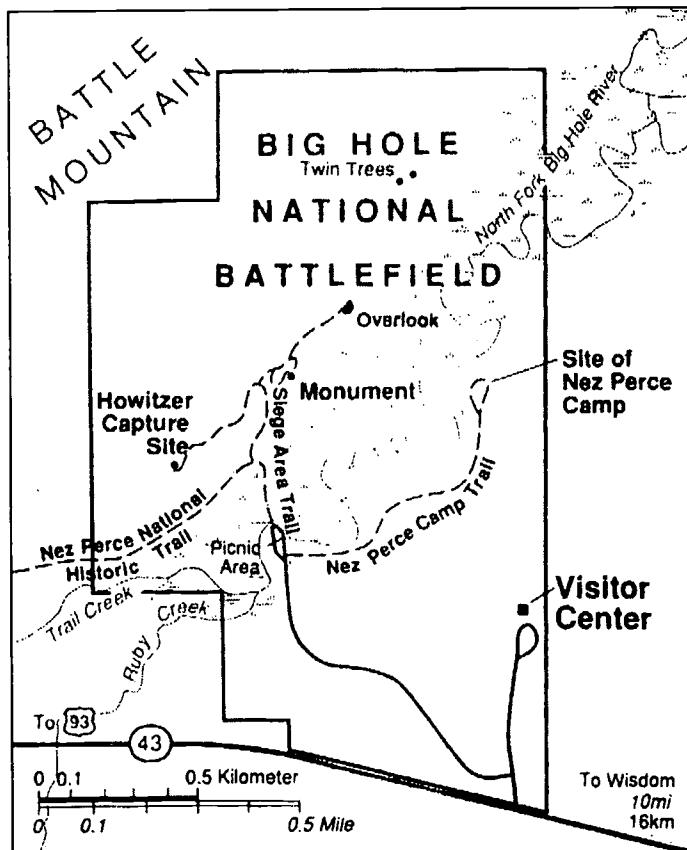 BATTLE
MOUNTAIN
BIG HOLE
Twin Trees
NATIONAL
BATTLEFIELD
North Fork Big Hole River
Overlook
Monument
Site of
Nez Perce
Camp
Howitzer
Capture
Site
Siege Area Trail
Nez Perce National
Historic Trail
Picnic
Area
Nez Perce Camp Trail
Trail Creek
Ruby Creek
Visitor
Center
To 93
43
0 0.1 0.5 Kilometer
0 0.1 0.5 Mile
To Wisdom
10mi
16km